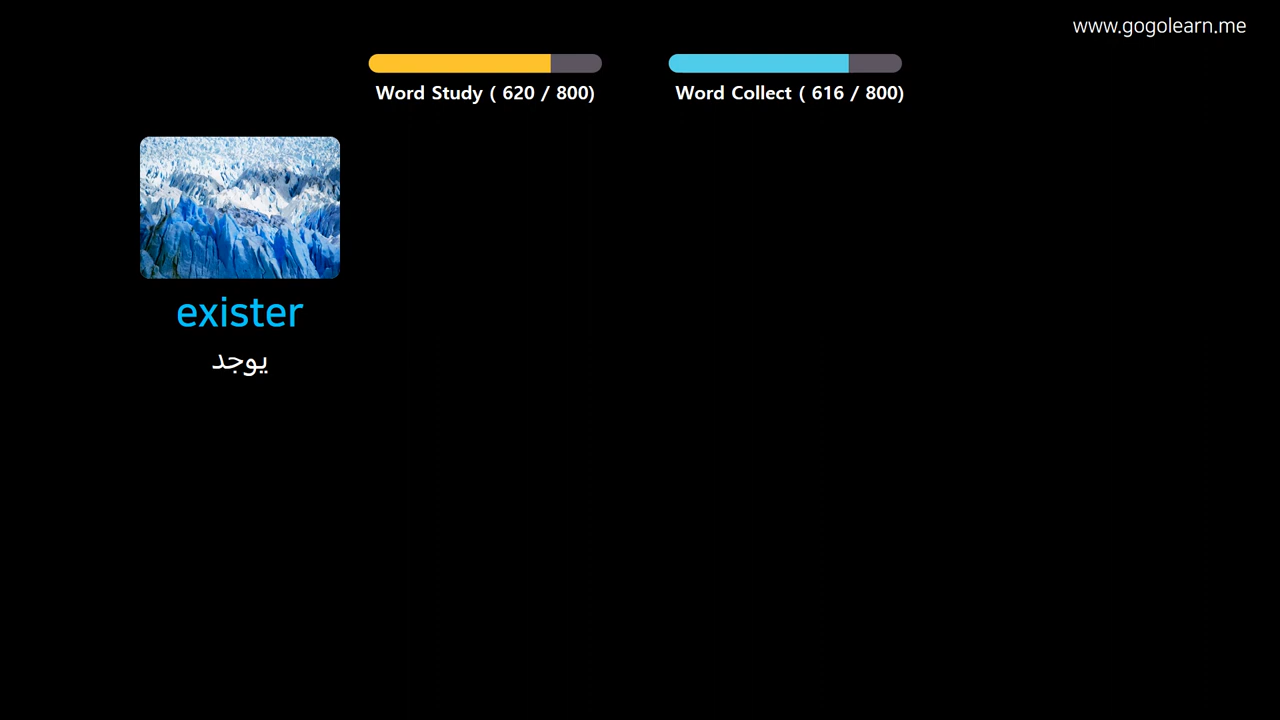 www.gogolearn.me
Word Study ( 620 / 800)
Word Collect ( 616 / 800)
exister
يوجد